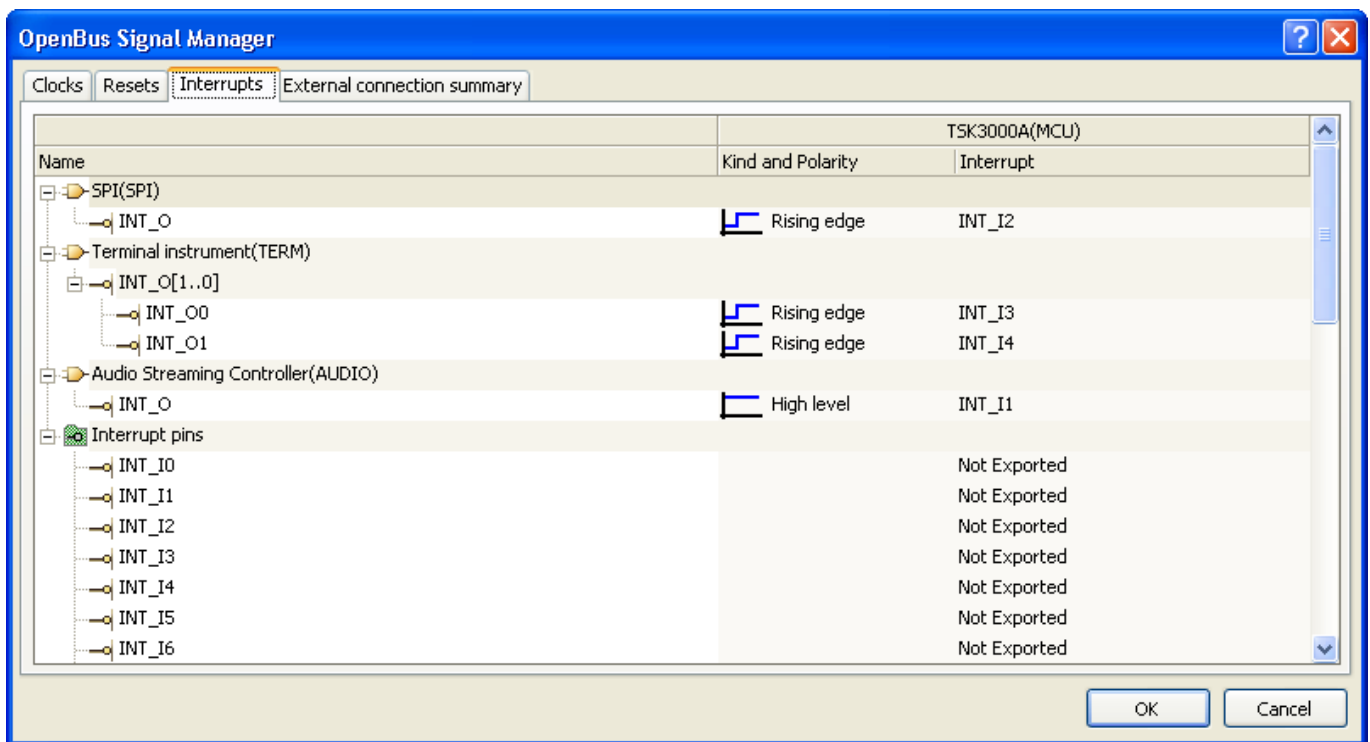 OpenBus Signal Manager
Clocks Resets Interrupts External connection summary
TSK3000A(MCU)
Name Kind and Polarity Interrupt
SPI(SPI)
INT_O Rising edge INT_I2
Terminal instrument(TERM)
INT_O[1..0]
INT_O0 Rising edge INT_I3
INT_O1 Rising edge INT_I4
Audio Streaming Controller(AUDIO)
INT_O High level INT_I1
Interrupt pins
INT_I0 Not Exported
INT_I1 Not Exported
INT_I2 Not Exported
INT_I3 Not Exported
INT_I4 Not Exported
INT_I5 Not Exported
INT_I6 Not Exported
OK Cancel